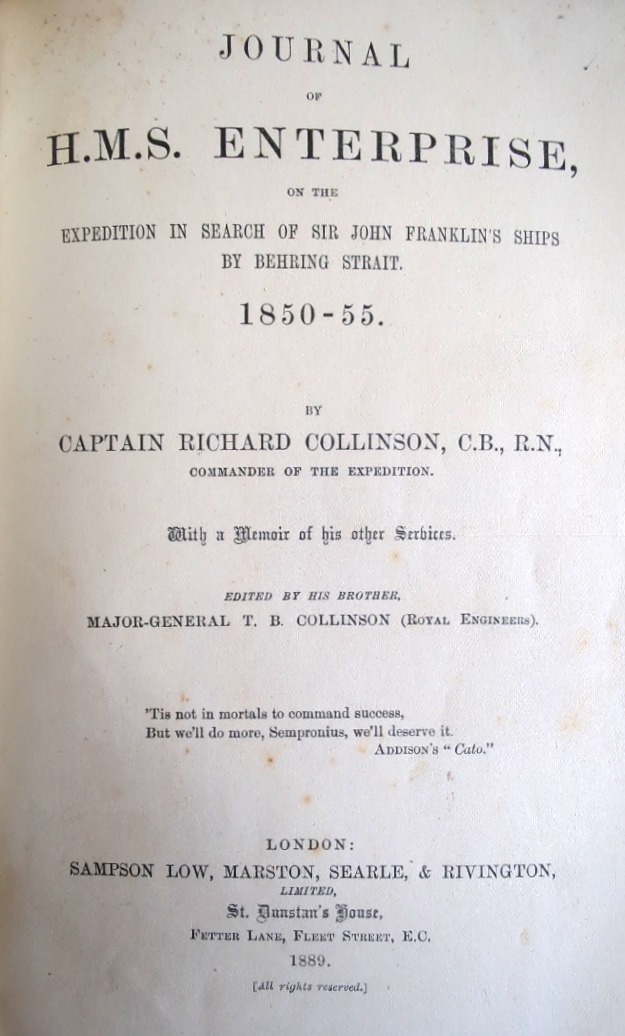 JOURNAL
OF
H.M.S. ENTERPRISE,
ON THE
EXPEDITION IN SEARCH OF SIR JOHN FRANKLIN'S SHIPS
BY BEHRING STRAIT.
1850-55.
BY
CAPTAIN RICHARD COLLINSON, C.B., R.N.,
COMMANDER OF THE EXPEDITION.
With a Memoir of his other Services.
EDITED BY HIS BROTHER,
MAJOR-GENERAL T. B. COLLINSON (ROYAL ENGINEERS).
'Tis not in mortals to command success,
But we'll do more, Sempronius, we'll deserve it.
ADDISON'S "Cato."
LONDON:
SAMPSON LOW, MARSTON, SEARLE, & RIVINGTON,
LIMITED,
St. Dunstan's House,
FETTER LANE, FLEET STREET, E.C.
1889.
[All rights reserved.]